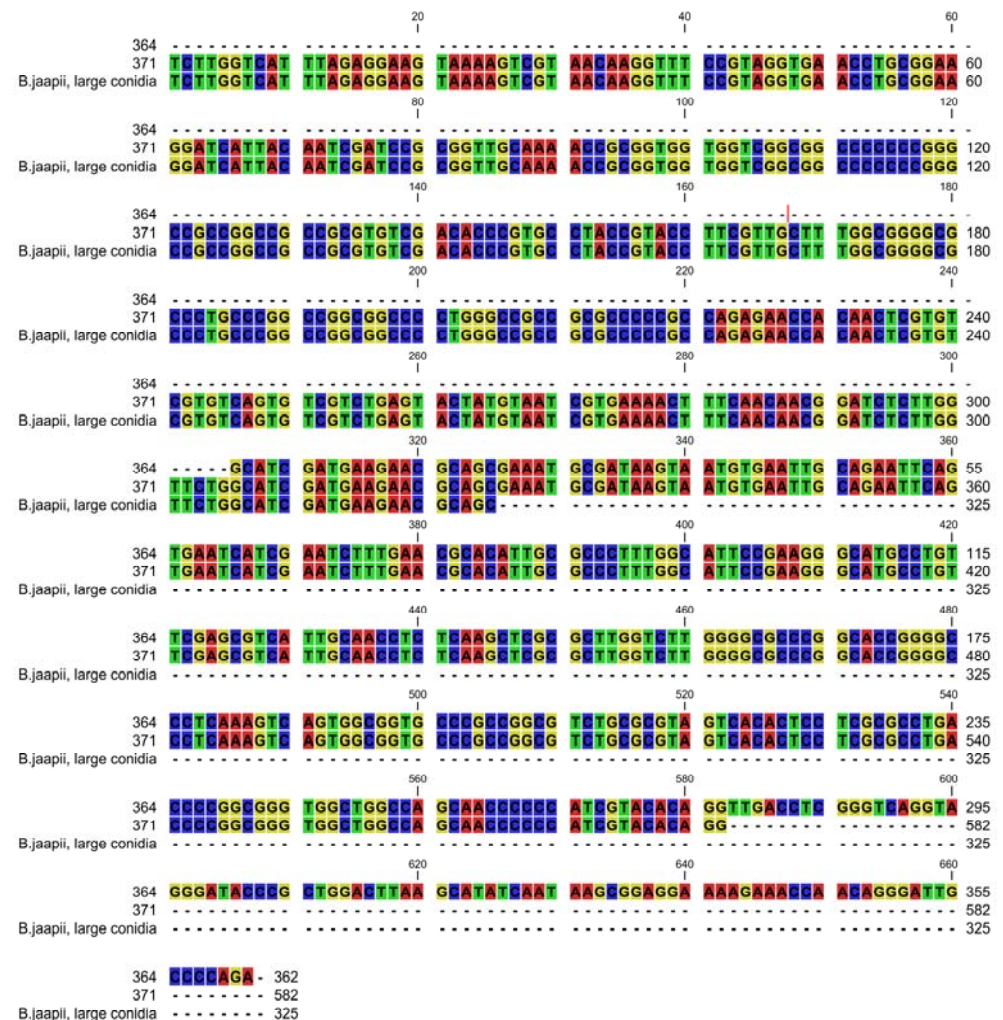 20 40 60
364 ---------- ---------- ---------- ---------- ---------- ---------- -
371 TCTTGGTCAT TTAGAGGAAG TAAAAGTCGT AACAAGGTTT CCGTAGGTGA ACCTGCGGAA 60
B.jaapii, large conidia TCTTGGTCAT TTAGAGGAAG TAAAAGTCGT AACAAGGTTT CCGTAGGTGA ACCTGCGGAA 60
80 100 120
364 ---------- ---------- ---------- ---------- ---------- ---------- -
371 GGATCATTAC AATCGATCCG CGGTTGCAAA ACCGCGGTGG TGGTCGGCGG CCCCCCCGGG 120
B.jaapii, large conidia GGATCATTAC AATCGATCCG CGGTTGCAAA ACCGCGGTGG TGGTCGGCGG CCCCCCCGGG 120
140 160 180
364 ---------- ---------- ---------- ---------- ---------- ---------- -
371 CCGCCGGCCG CCGCGTGTCG ACACCCGTGC CTACCGTACC TTCGTTGCTT TGGCGGGGCG 180
B.jaapii, large conidia CCGCCGGCCG CCGCGTGTCG ACACCCGTGC CTACCGTACC TTCGTTGCTT TGGCGGGGCG 180
200 220 240
364 ---------- ---------- ---------- ---------- ---------- ---------- -
371 CCCTGCCCGG CCGGCGGCCC CTGGGCCGCC GCGCCCCCGC CAGAGAACCA CAACTCGTGT 240
B.jaapii, large conidia CCCTGCCCGG CCGGCGGCCC CTGGGCCGCC GCGCCCCCGC CAGAGAACCA CAACTCGTGT 240
260 280 300
364 ---------- ---------- ---------- ---------- ---------- ---------- -
371 CGTGTCAGTG TCGTCTGAGT ACTATGTAAT CGTGAAAACT TTCAACAACG GATCTCTTGG 300
B.jaapii, large conidia CGTGTCAGTG TCGTCTGAGT ACTATGTAAT CGTGAAAACT TTCAACAACG GATCTCTTGG 300
320 340 360
364 -----GCATC GATGAAGAAC GCAGCGAAAT GCGATAAGTA ATGTGAATTG CAGAATTCAG 55
371 TTCTGGCATC GATGAAGAAC GCAGCGAAAT GCGATAAGTA ATGTGAATTG CAGAATTCAG 360
B.jaapii, large conidia TTCTGGCATC GATGAAGAAC GCAGC----- ---------- ---------- ---------- 325
380 400 420
364 TGAATCATCG AATCTTTGAA CGCACATTGC GCCCTTTGGC ATTCCGAAGG GCATGCCTGT 115
371 TGAATCATCG AATCTTTGAA CGCACATTGC GCCCTTTGGC ATTCCGAAGG GCATGCCTGT 420
B.jaapii, large conidia ---------- ---------- ---------- ---------- ---------- ---------- 325
440 460 480
364 TCGAGCGTCA TTGCAACCTC TCAAGCTCGC GCTTGGTCTT GGGGCGCCCG GCACCGGGGC 175
371 TCGAGCGTCA TTGCAACCTC TCAAGCTCGC GCTTGGTCTT GGGGCGCCCG GCACCGGGGC 480
B.jaapii, large conidia ---------- ---------- ---------- ---------- ---------- ---------- 325
500 520 540
364 CCTCAAAGTC AGTGGCGGTG CCCGCCGGCG TCTGCGCGTA GTCACACTCC TCGCGCCTGA 235
371 CCTCAAAGTC AGTGGCGGTG CCCGCCGGCG TCTGCGCGTA GTCACACTCC TCGCGCCTGA 540
B.jaapii, large conidia ---------- ---------- ---------- ---------- ---------- ---------- 325
560 580 600
364 CCCCGGCGGG TGGCTGGCCA GCAACCCCCC ATCGTACACA GGTTGACCTC GGGTCAGGTA 295
371 CCCCGGCGGG TGGCTGGCCA GCAACCCCCC ATCGTACACA GG-------- ---------- 582
B.jaapii, large conidia ---------- ---------- ---------- ---------- ---------- ---------- 325
620 640 660
364 GGGATACCCG CTGGACTTAA GCATATCAAT AAGCGGAGGA AAAGAAACCA ACAGGGATTG 355
371 ---------- ---------- ---------- ---------- ---------- ---------- 582
B.jaapii, large conidia ---------- ---------- ---------- ---------- ---------- ---------- 325
364 CCCCAGA- 362
371 -------- 582
B.jaapii, large conidia -------- 325